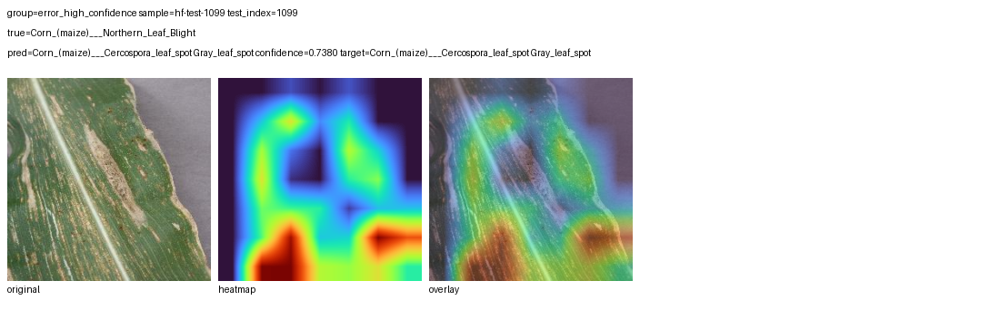 group=error_high_confidence sample=hf-test-1099 test_index=1099
true=Corn_(maize)___Northern_Leaf_Blight
pred=Corn_(maize)___Cercospora_leaf_spot Gray_leaf_spot confidence=0.7380 target=Corn_(maize)___Cercospora_leaf_spot Gray_leaf_spot
original
heatmap
overlay